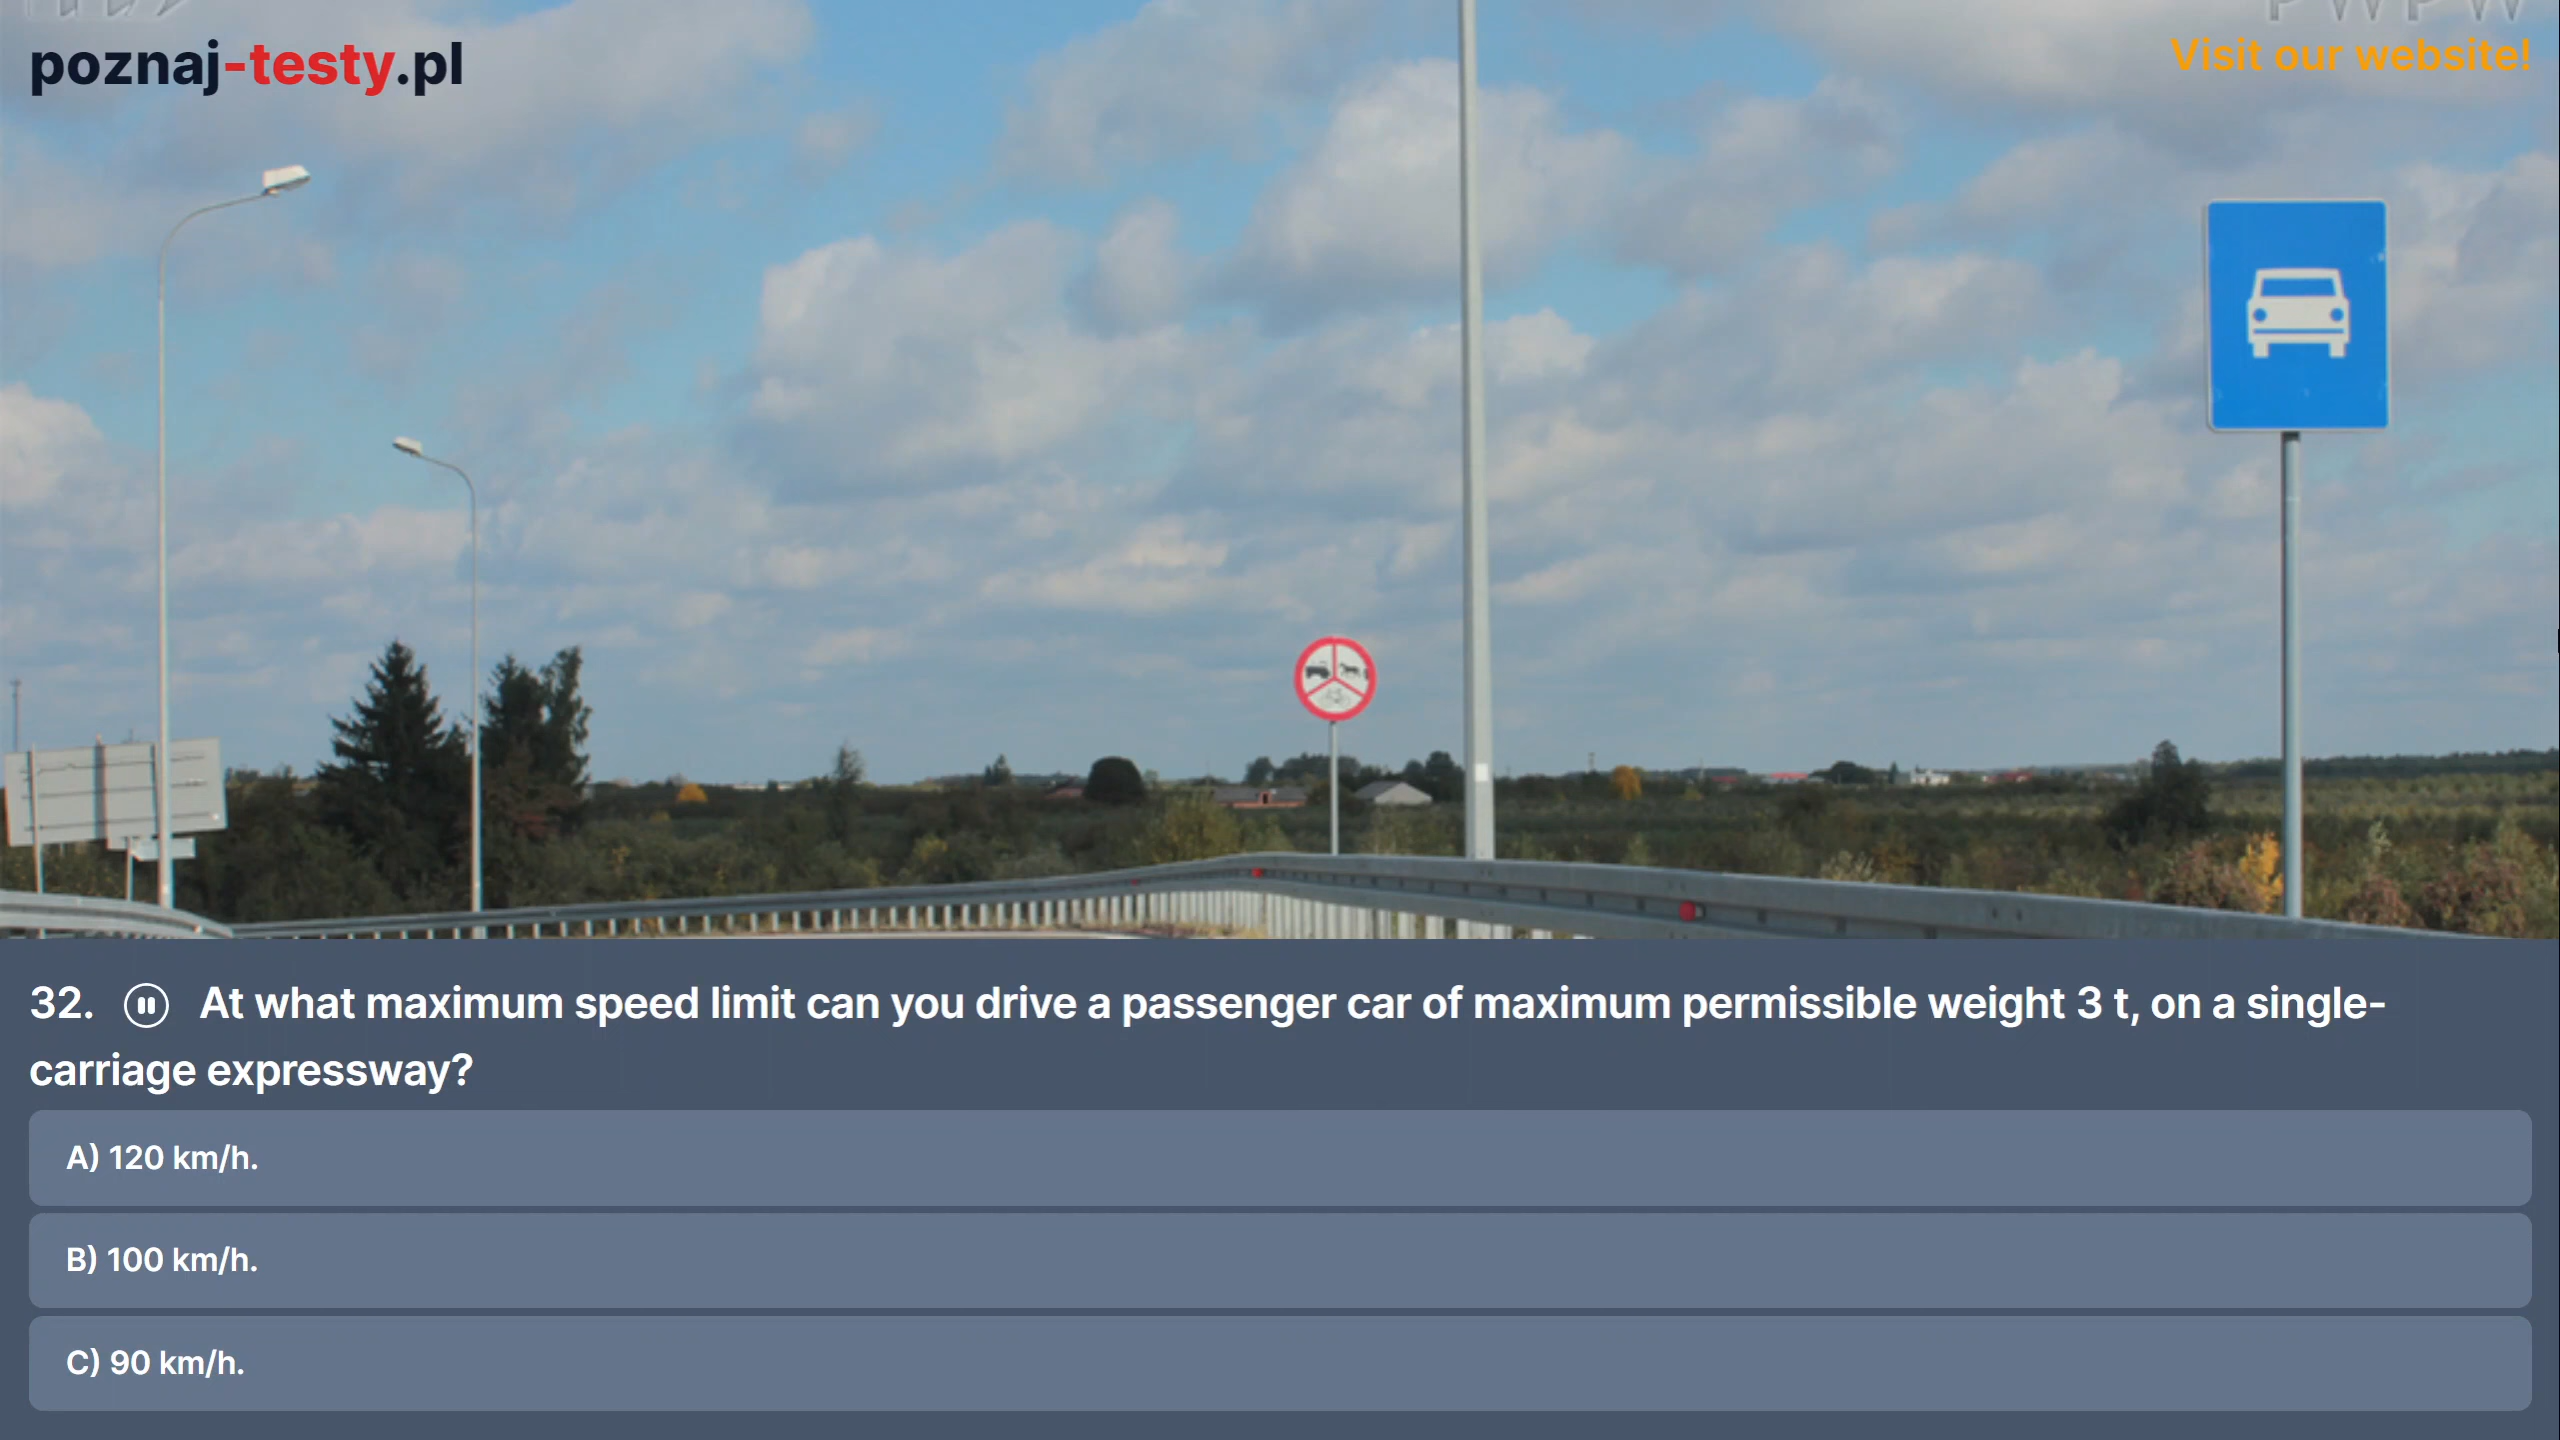 poznaj-testy.pl
Visit our website!
32. At what maximum speed limit can you drive a passenger car of maximum permissible weight 3 t, on a single-
carriage expressway?
A) 120 km/h.
B) 100 km/h.
C) 90 km/h.